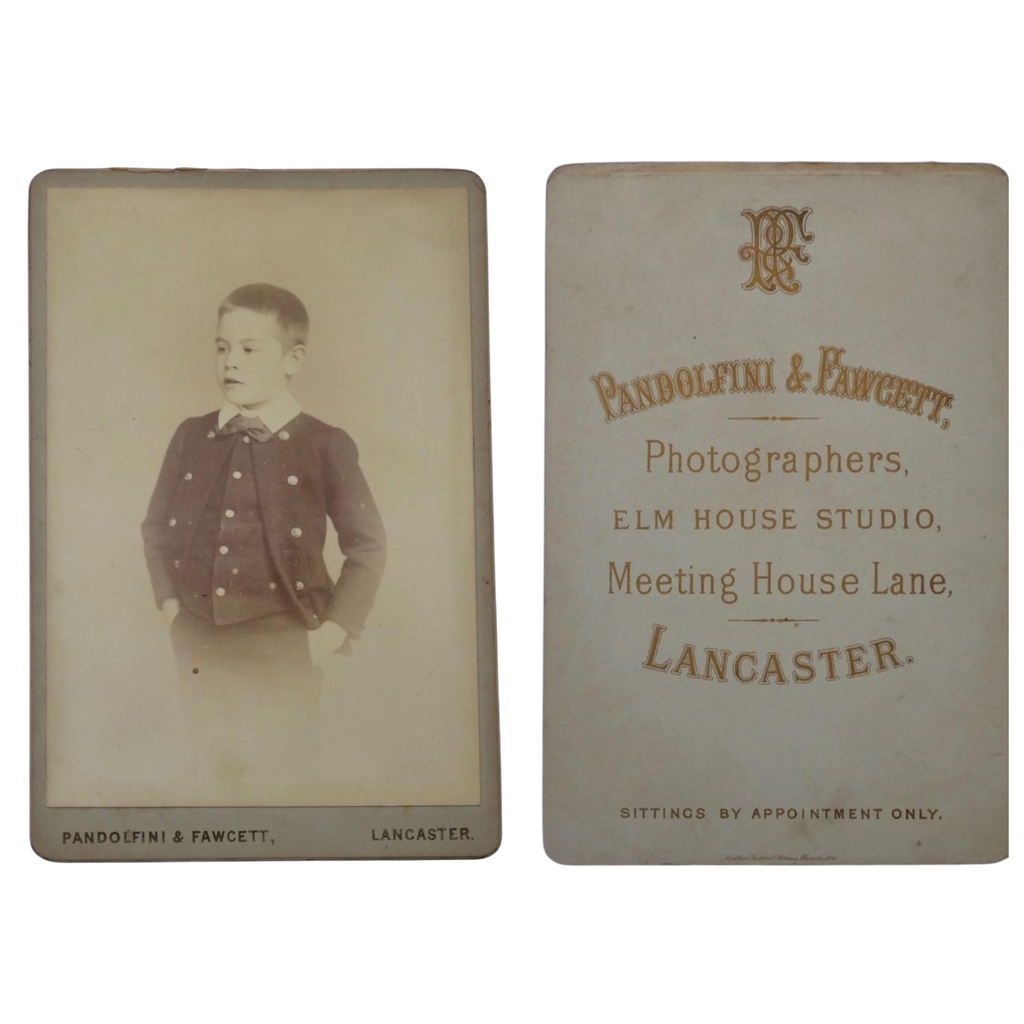 PANDOLFINI & FAWCETT, LANCASTER.
P&F
PANDOLFINI & FAWCETT,
Photographers,
ELM HOUSE STUDIO,
Meeting House Lane,
LANCASTER.
SITTINGS BY APPOINTMENT ONLY.